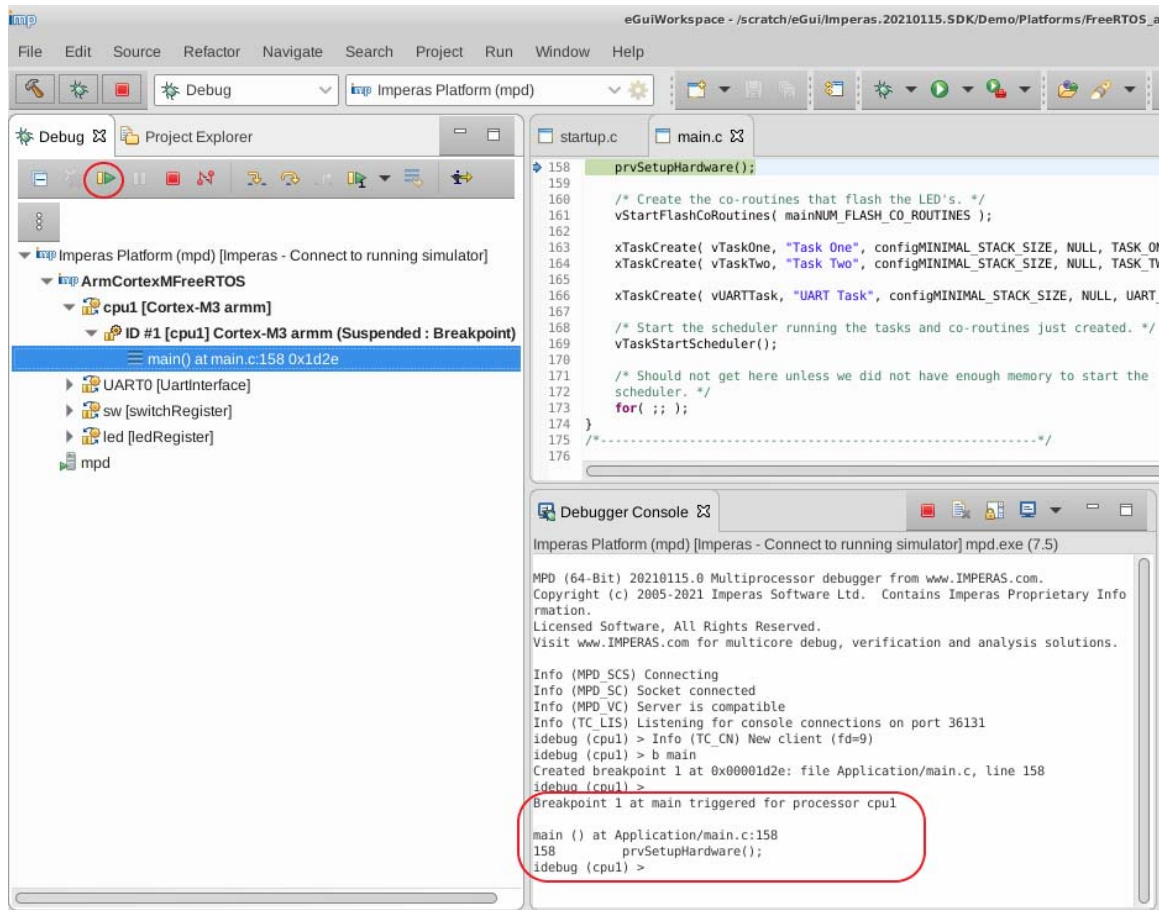 imp
eGuiWorkspace - /scratch/eGui/Imperas.20210115.SDK/Demo/Platforms/FreeRTOS_a
File Edit Source Refactor Navigate Search Project Run Window Help
Debug
imp Imperas Platform (mpd)
Debug
Project Explorer
imp Imperas Platform (mpd) [Imperas - Connect to running simulator]
imp ArmCortexMFreeRTOS
cpu1 [Cortex-M3 armm]
ID #1 [cpu1] Cortex-M3 armm (Suspended : Breakpoint)
main() at main.c:158 0x1d2e
UART0 [UartInterface]
sw [switchRegister]
led [ledRegister]
mpd
startup.c
main.c
158 prvSetupHardware();
159
160 /* Create the co-routines that flash the LED's. */
161 vStartFlashCoRoutines( mainNUM_FLASH_CO_ROUTINES );
162
163 xTaskCreate( vTaskOne, "Task One", configMINIMAL_STACK_SIZE, NULL, TASK_ON
164 xTaskCreate( vTaskTwo, "Task Two", configMINIMAL_STACK_SIZE, NULL, TASK_TW
165
166 xTaskCreate( vUARTTask, "UART Task", configMINIMAL_STACK_SIZE, NULL, UART_
167
168 /* Start the scheduler running the tasks and co-routines just created. */
169 vTaskStartScheduler();
170
171 /* Should not get here unless we did not have enough memory to start the
172 scheduler. */
173 for( ;; );
174 }
175 /*-----------------------------------------------------------*/
176
Debugger Console
Imperas Platform (mpd) [Imperas - Connect to running simulator] mpd.exe (7.5)
MPD (64-Bit) 20210115.0 Multiprocessor debugger from www.IMPERAS.com.
Copyright (c) 2005-2021 Imperas Software Ltd. Contains Imperas Proprietary Info
rmation.
Licensed Software, All Rights Reserved.
Visit www.IMPERAS.com for multicore debug, verification and analysis solutions.
Info (MPD_SCS) Connecting
Info (MPD_SC) Socket connected
Info (MPD_VC) Server is compatible
Info (TC_LIS) Listening for console connections on port 36131
idebug (cpu1) > Info (TC_CN) New client (fd=9)
idebug (cpu1) > b main
Created breakpoint 1 at 0x00001d2e: file Application/main.c, line 158
idebug (cpu1) >
Breakpoint 1 at main triggered for processor cpu1
main () at Application/main.c:158
158 prvSetupHardware();
idebug (cpu1) >